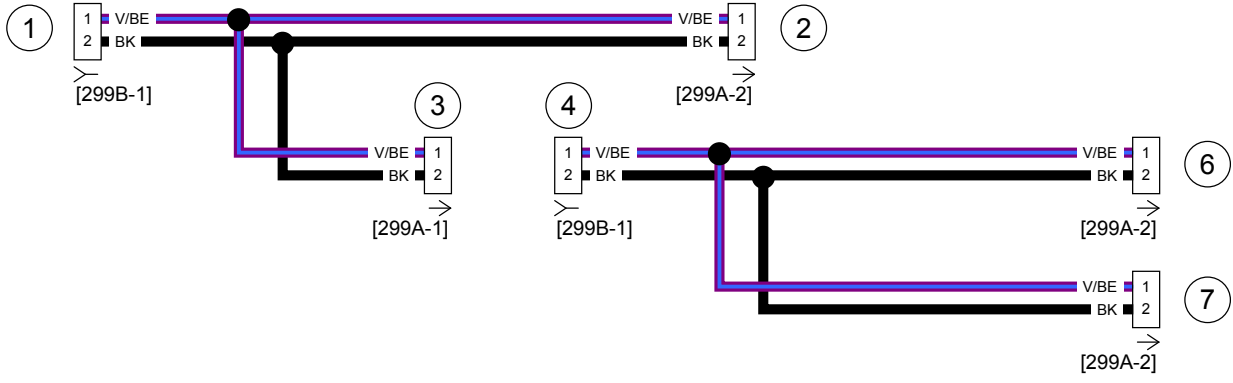 1
1 V/BE V/BE 1
2 BK BK 2
2
[299B-1]
[299A-2]
3
4
V/BE 1
BK 2
[299A-1]
1 V/BE V/BE 1
2 BK BK 2
6
[299B-1]
[299A-2]
V/BE 1
BK 2
7
[299A-2]